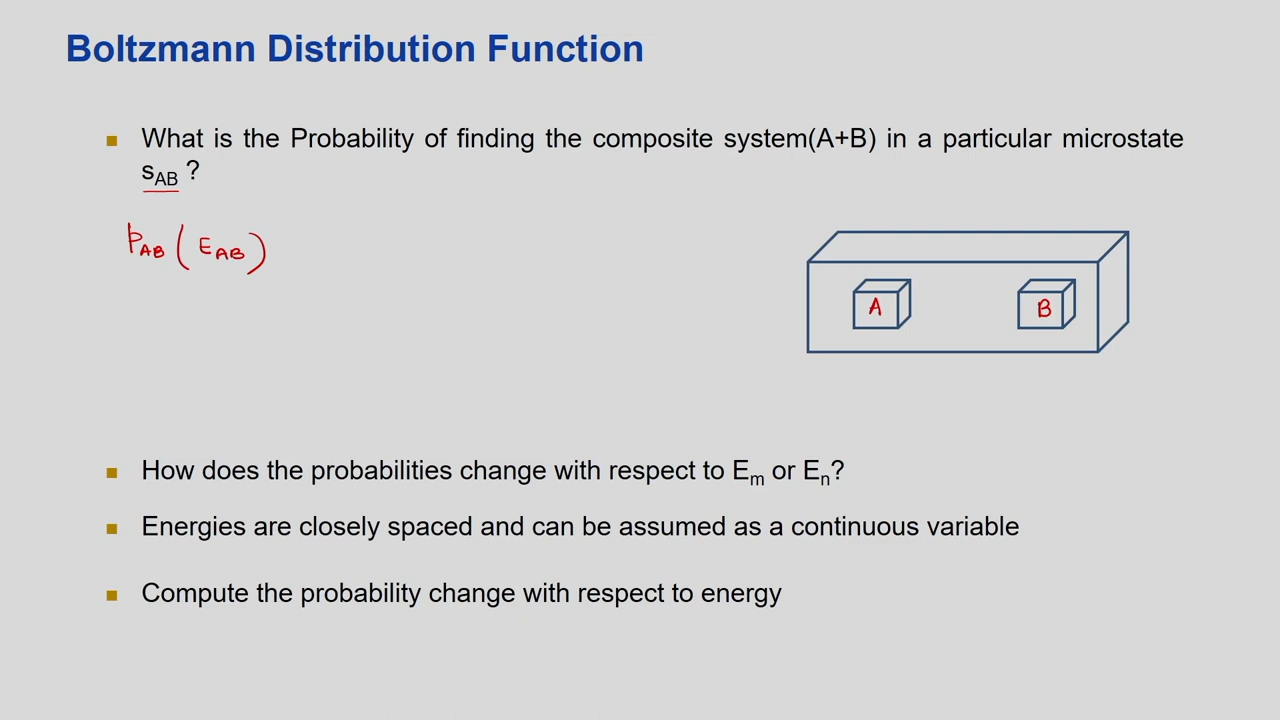 Boltzmann Distribution Function
What is the Probability of finding the composite system(A+B) in a particular microstate
sAB ?
pAB (EAB)
A
B
How does the probabilities change with respect to Em or En?
Energies are closely spaced and can be assumed as a continuous variable
Compute the probability change with respect to energy